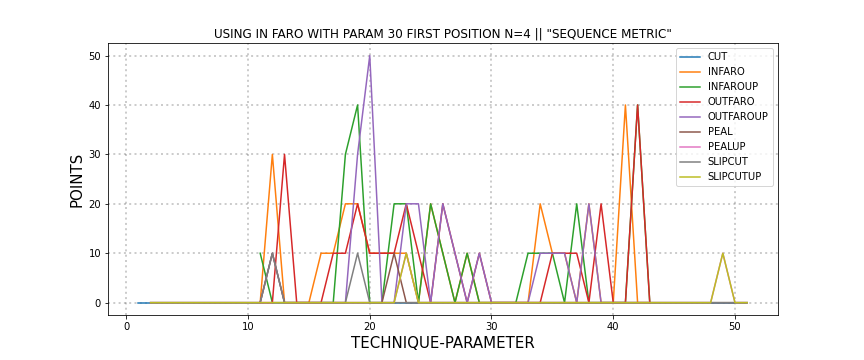 USING IN FARO WITH PARAM 30 FIRST POSITION N=4 || "SEQUENCE METRIC"
50
40
30
20
10
0
POINTS
CUT
INFARO
INFAROUP
OUTFARO
OUTFAROUP
PEAL
PEALUP
SLIPCUT
SLIPCUTUP
0
10
20
30
40
50
TECHNIQUE-PARAMETER